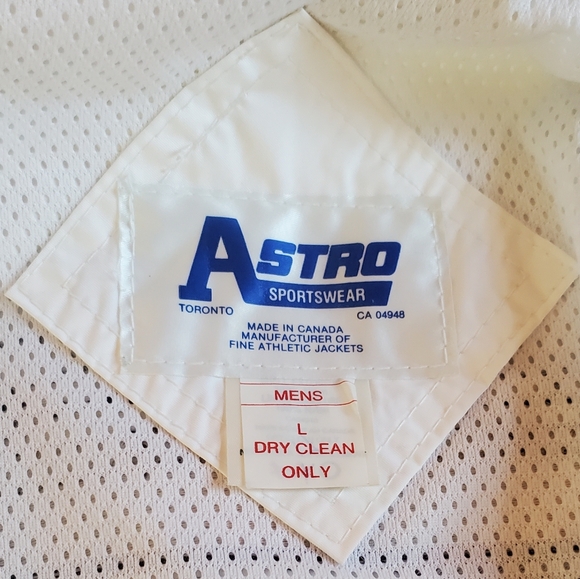 ASTRO
SPORTSWEAR
TORONTO CA 04948
MADE IN CANADA
MANUFACTURER OF
FINE ATHLETIC JACKETS
MENS
L
DRY CLEAN
ONLY